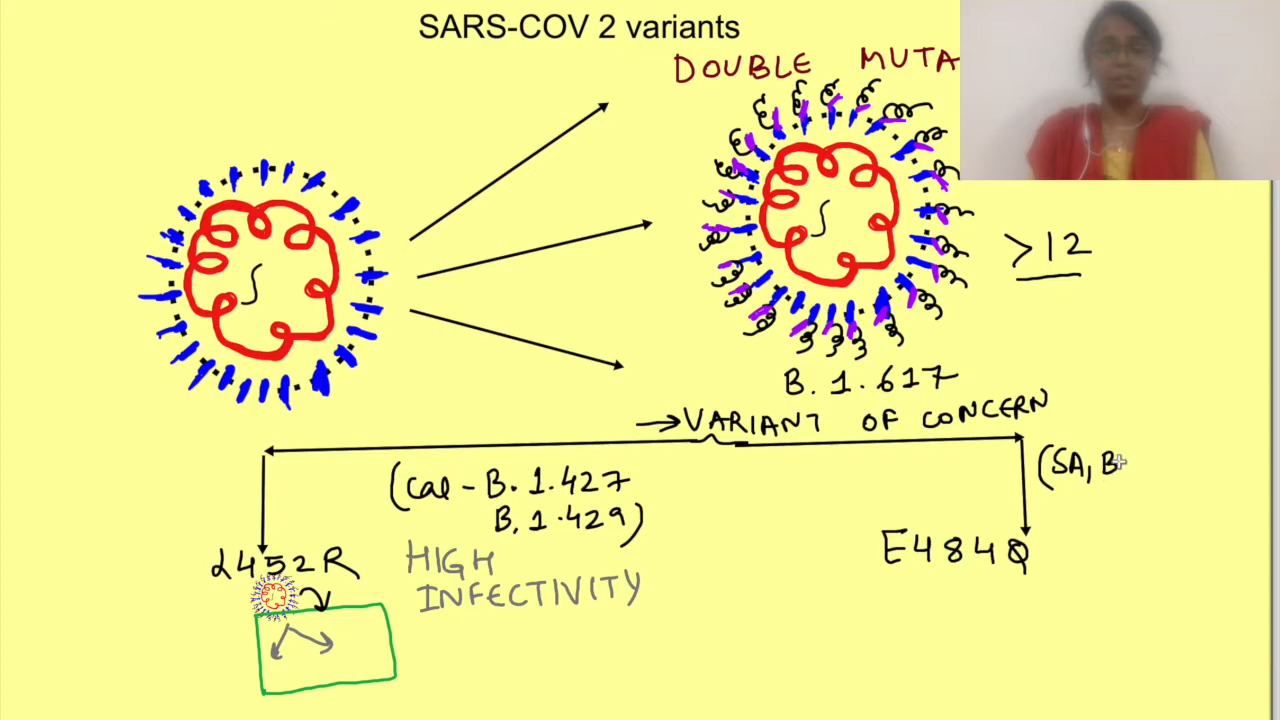 SARS-COV 2 variants
DOUBLE MUTA
S
S
>12
B.1.617
→VARIANT OF CONCERN
(Cal - B.1.427
B.1.429)
(SA, B
L452R
HIGH
INFECTIVITY
E484Q